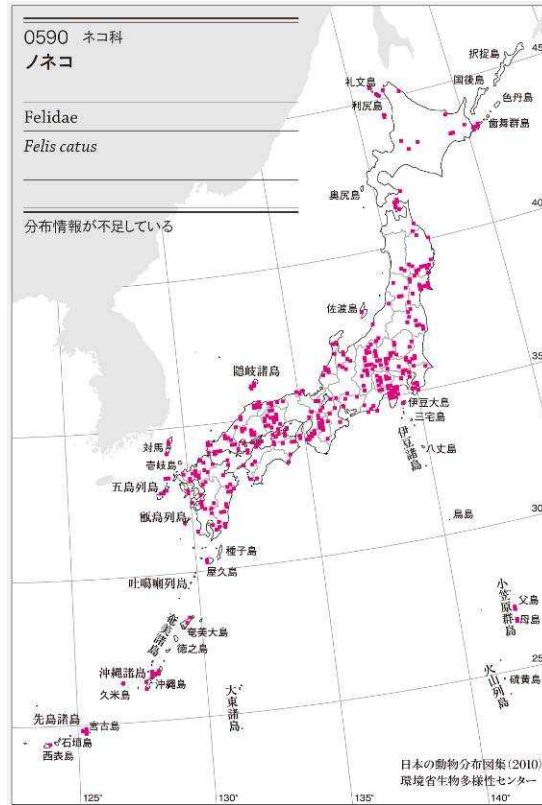 0590 ネコ科
ノネコ
Felidae
Felis catus
分布情報が不足している
択捉島
45°
国後島
礼文島
色丹島
利尻島
歯舞群島
奥尻島
40°
佐渡島
35°
隠岐諸島
伊豆大島
三宅島
対馬
八丈島
壱岐島
伊豆諸島
五島列島
鳥島
30°
甑島列島
種子島
屋久島
吐噶喇列島
小笠原群島
父島
母島
奄美諸島
奄美大島
徳之島
25°
沖縄諸島
沖縄島
火山列島
硫黄島
久米島
大東諸島
先島諸島
宮古島
石垣島
西表島
日本の動物分布図集(2010)
環境省生物多様性センター
125°
130°
135°
140°